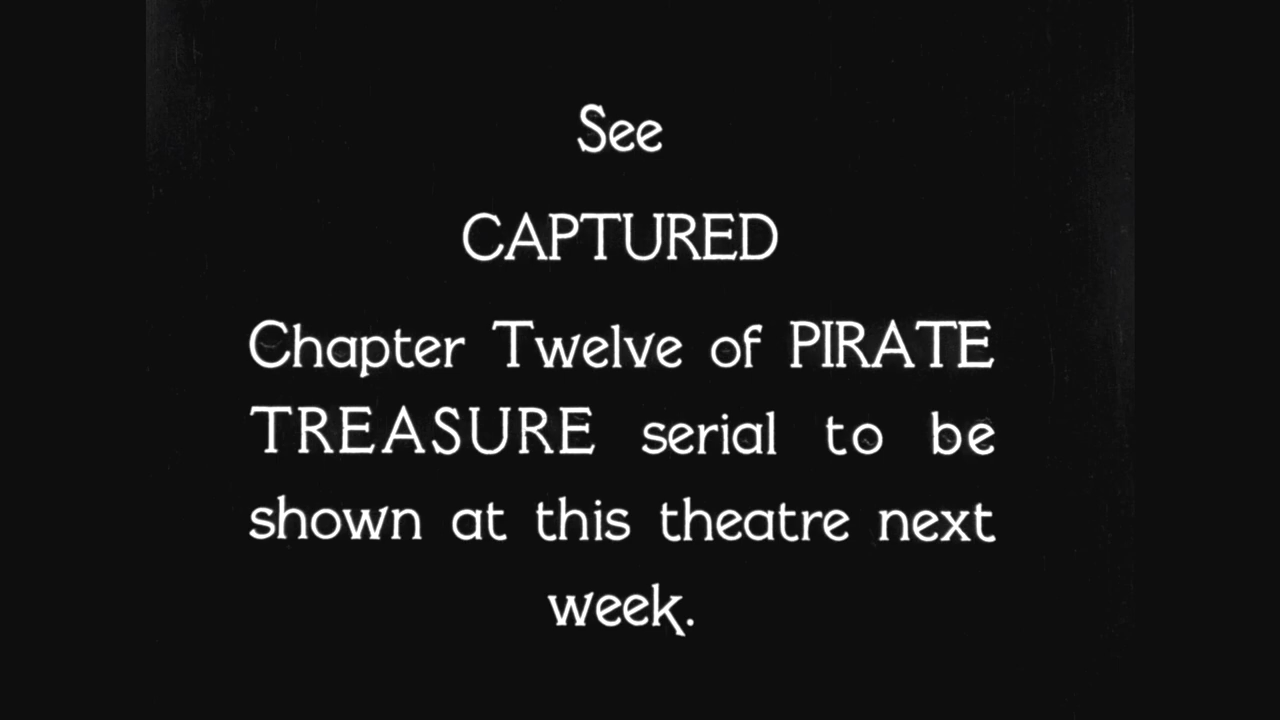 See
CAPTURED
Chapter Twelve of PIRATE
TREASURE serial to be
shown at this theatre next
week.